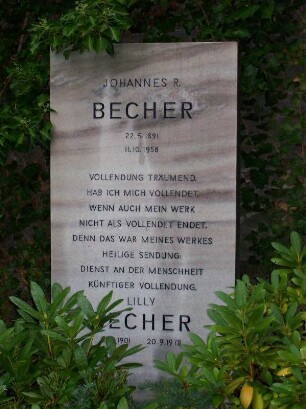 JOHANNES R.
BECHER
22.5.1891
11.10.1958
VOLLENDUNG TRÄUMEND,
HAB ICH MICH VOLLENDET,
WENN AUCH MEIN WERK
NICHT ALS VOLLENDET ENDET.
DENN DAS WAR MEINES WERKES
HEILIGE SENDUNG:
DIENST AN DER MENSCHHEIT
KÜNFTIGER VOLLENDUNG.
LILLY
BECHER
1901 20.9.1978